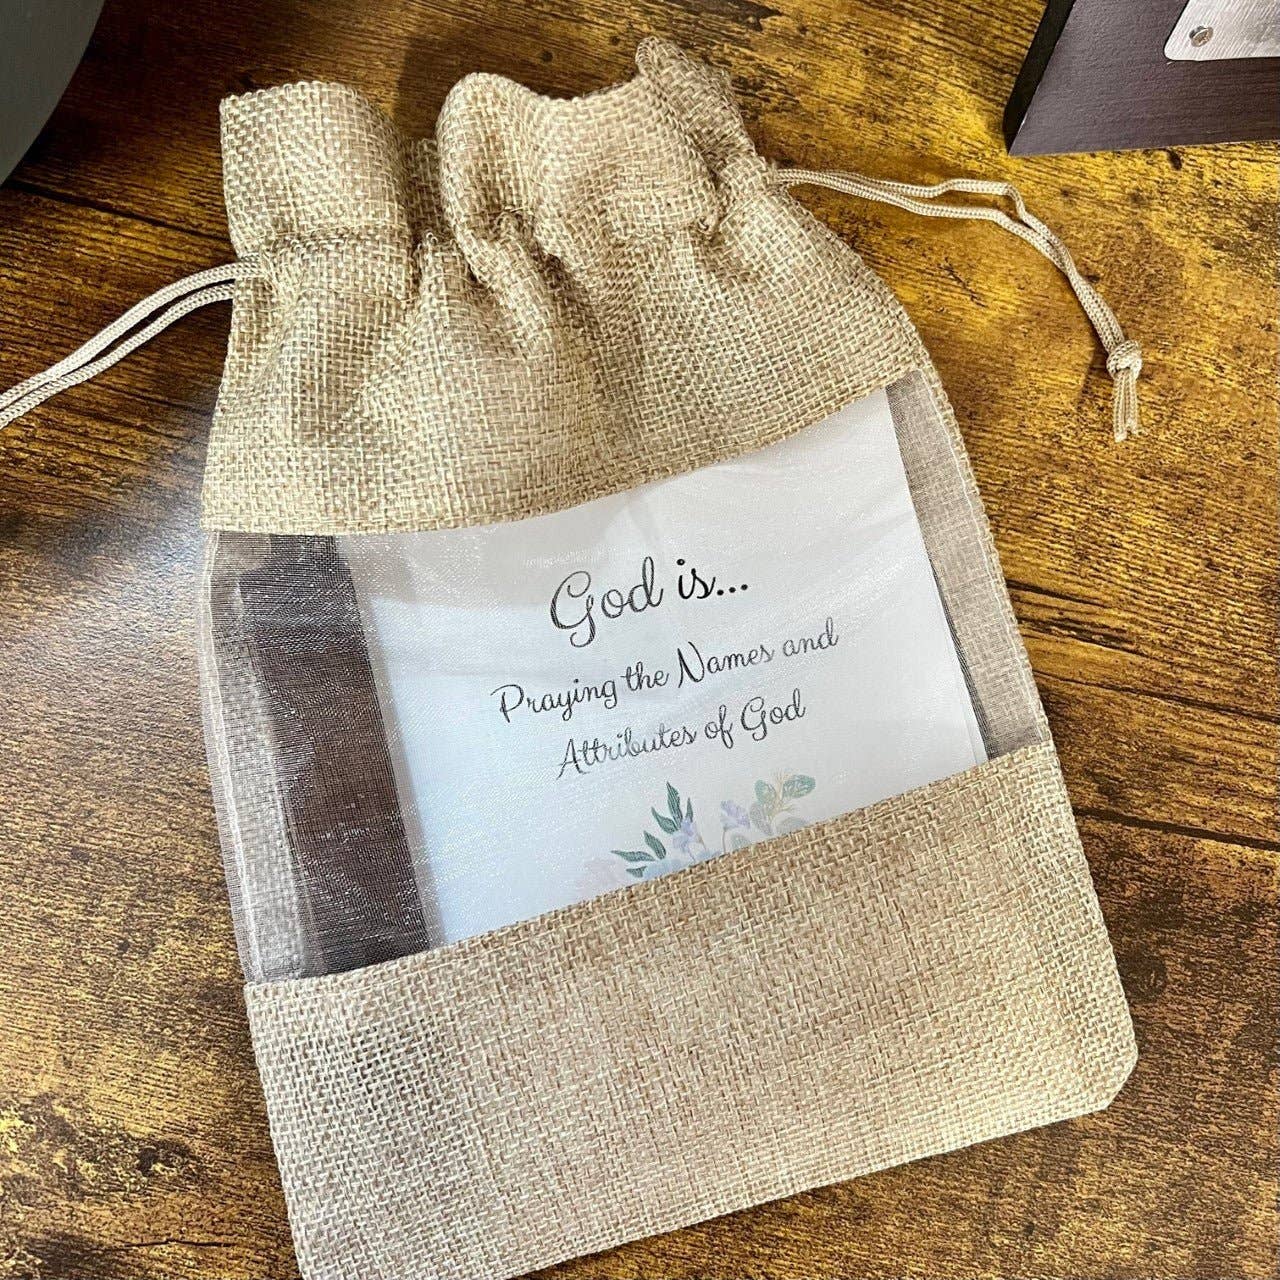 God is...
Praying the Names and
Attributes of God